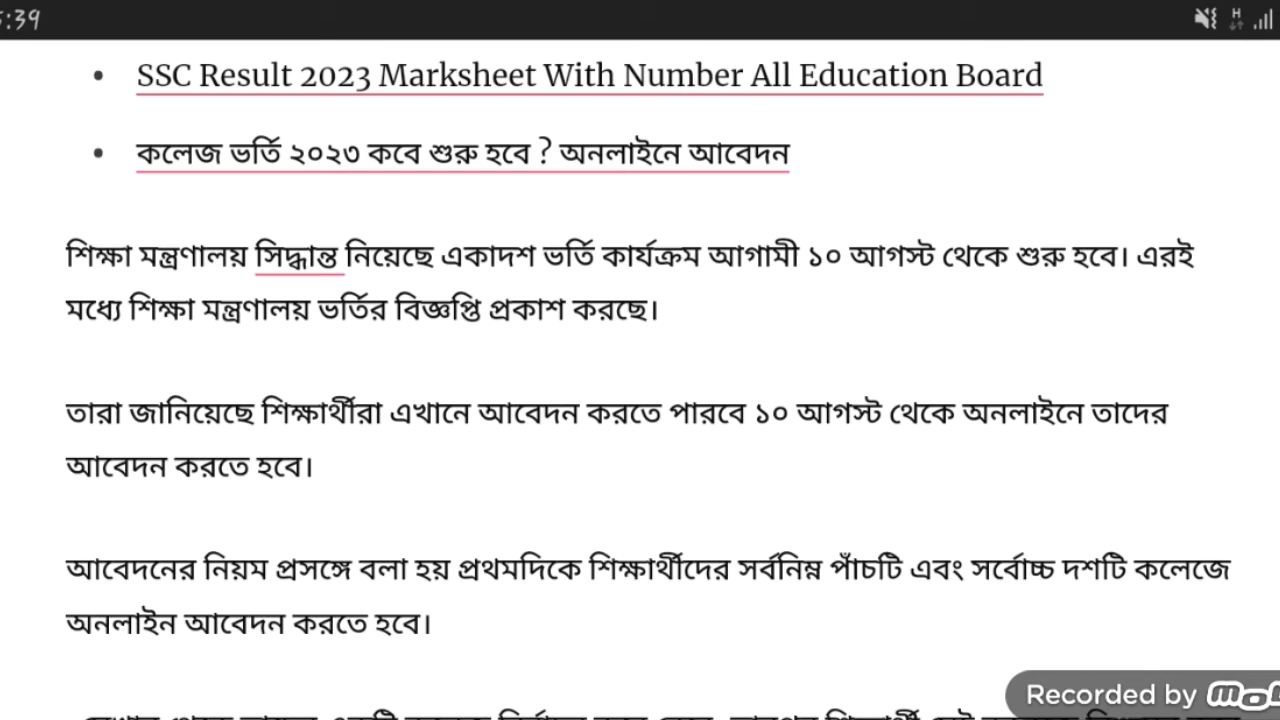 :39
H
SSC Result 2023 Marksheet With Number All Education Board
কলেজ ভর্তি ২০২৩ কবে শুরু হবে ? অনলাইনে আবেদন
শিক্ষা মন্ত্রণালয় সিদ্ধান্ত নিয়েছে একাদশ ভর্তি কার্যক্রম আগামী ১০ আগস্ট থেকে শুরু হবে। এরই
মধ্যে শিক্ষা মন্ত্রণালয় ভর্তির বিজ্ঞপ্তি প্রকাশ করছে।
তারা জানিয়েছে শিক্ষার্থীরা এখানে আবেদন করতে পারবে ১০ আগস্ট থেকে অনলাইনে তাদের
আবেদন করতে হবে।
আবেদনের নিয়ম প্রসঙ্গে বলা হয় প্রথমদিকে শিক্ষার্থীদের সর্বনিম্ন পাঁচটি এবং সর্বোচ্চ দশটি কলেজে
অনলাইন আবেদন করতে হবে।
Recorded by